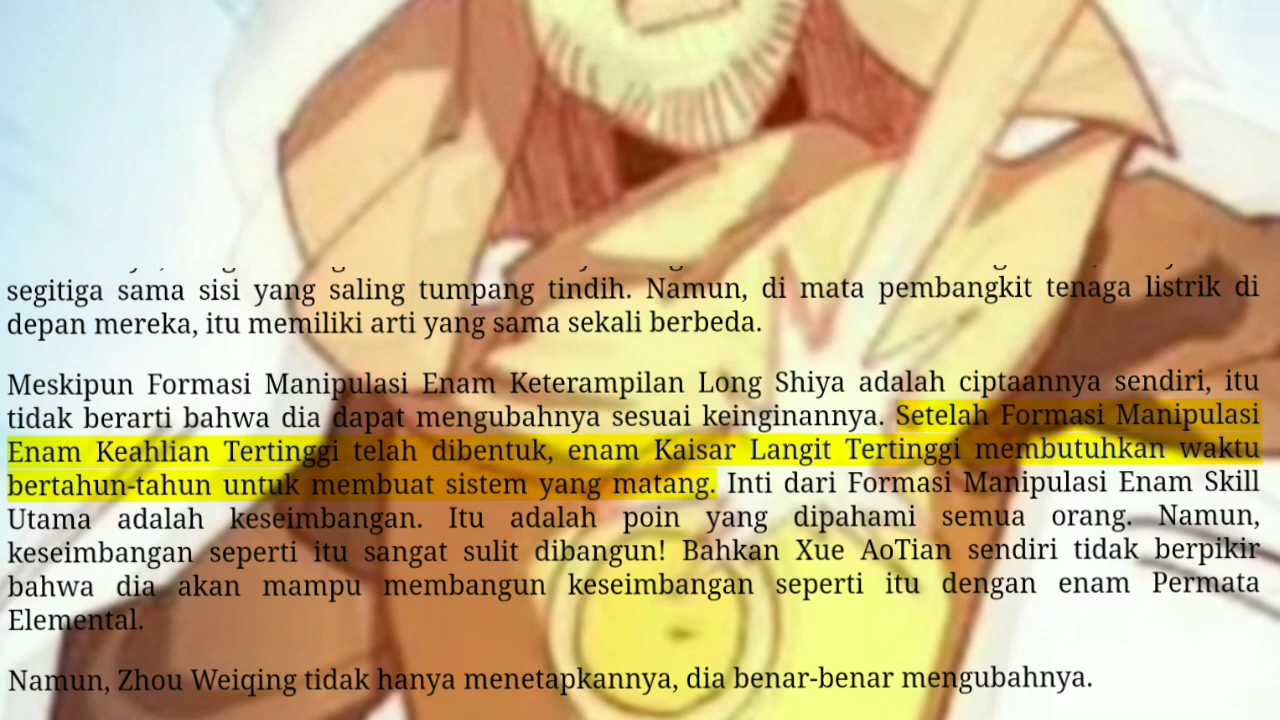 segitiga sama sisi yang saling tumpang tindih. Namun, di mata pembangkit tenaga listrik di
depan mereka, itu memiliki arti yang sama sekali berbeda.
Meskipun Formasi Manipulasi Enam Keterampilan Long Shiya adalah ciptaannya sendiri, itu
tidak berarti bahwa dia dapat mengubahnya sesuai keinginannya. Setelah Formasi Manipulasi
Enam Keahlian Tertinggi telah dibentuk, enam Kaisar Langit Tertinggi membutuhkan waktu
bertahun-tahun untuk membuat sistem yang matang. Inti dari Formasi Manipulasi Enam Skill
Utama adalah keseimbangan. Itu adalah poin yang dipahami semua orang. Namun,
keseimbangan seperti itu sangat sulit dibangun! Bahkan Xue AoTian sendiri tidak berpikir
bahwa dia akan mampu membangun keseimbangan seperti itu dengan enam Permata
Elemental.
Namun, Zhou Weiqing tidak hanya menetapkannya, dia benar-benar mengubahnya.